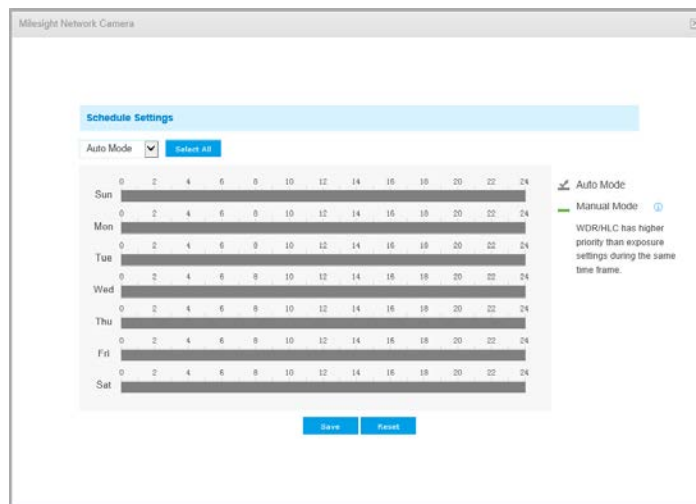 Milesight Network Camera
Schedule Settings
Auto Mode Select All
0 2 4 6 8 10 12 14 16 18 20 22 24
Sun
0 2 4 6 8 10 12 14 16 18 20 22 24
Mon
0 2 4 6 8 10 12 14 16 18 20 22 24
Tue
0 2 4 6 8 10 12 14 16 18 20 22 24
Wed
0 2 4 6 8 10 12 14 16 18 20 22 24
Thu
0 2 4 6 8 10 12 14 16 18 20 22 24
Fri
0 2 4 6 8 10 12 14 16 18 20 22 24
Sat
Auto Mode
Manual Mode
WDR/HLC has higher
priority than exposure
settings during the same
time frame.
Save Reset